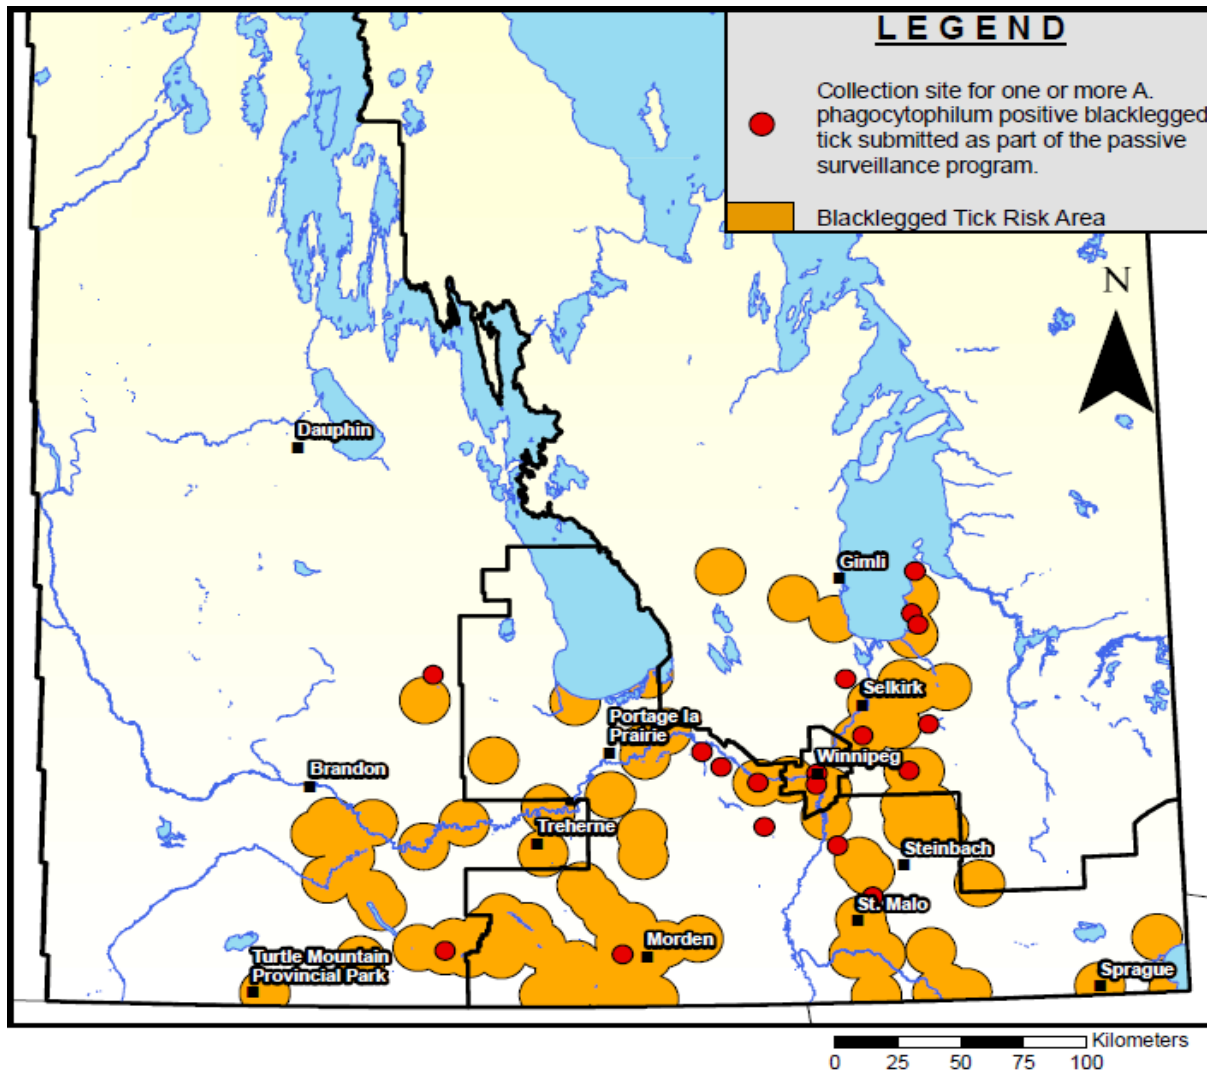 LEGEND
Collection site for one or more A.
phagocytophilum positive blacklegged
tick submitted as part of the passive
surveillance program.
Blacklegged Tick Risk Area
N
Dauphin
Gimli
Selkirk
Portage la
Prairie
Winnipeg
Brandon
Treherne
Steinbach
St. Malo
Morden
Turtle Mountain
Provincial Park
Sprague
Kilometers
0 25 50 75 100